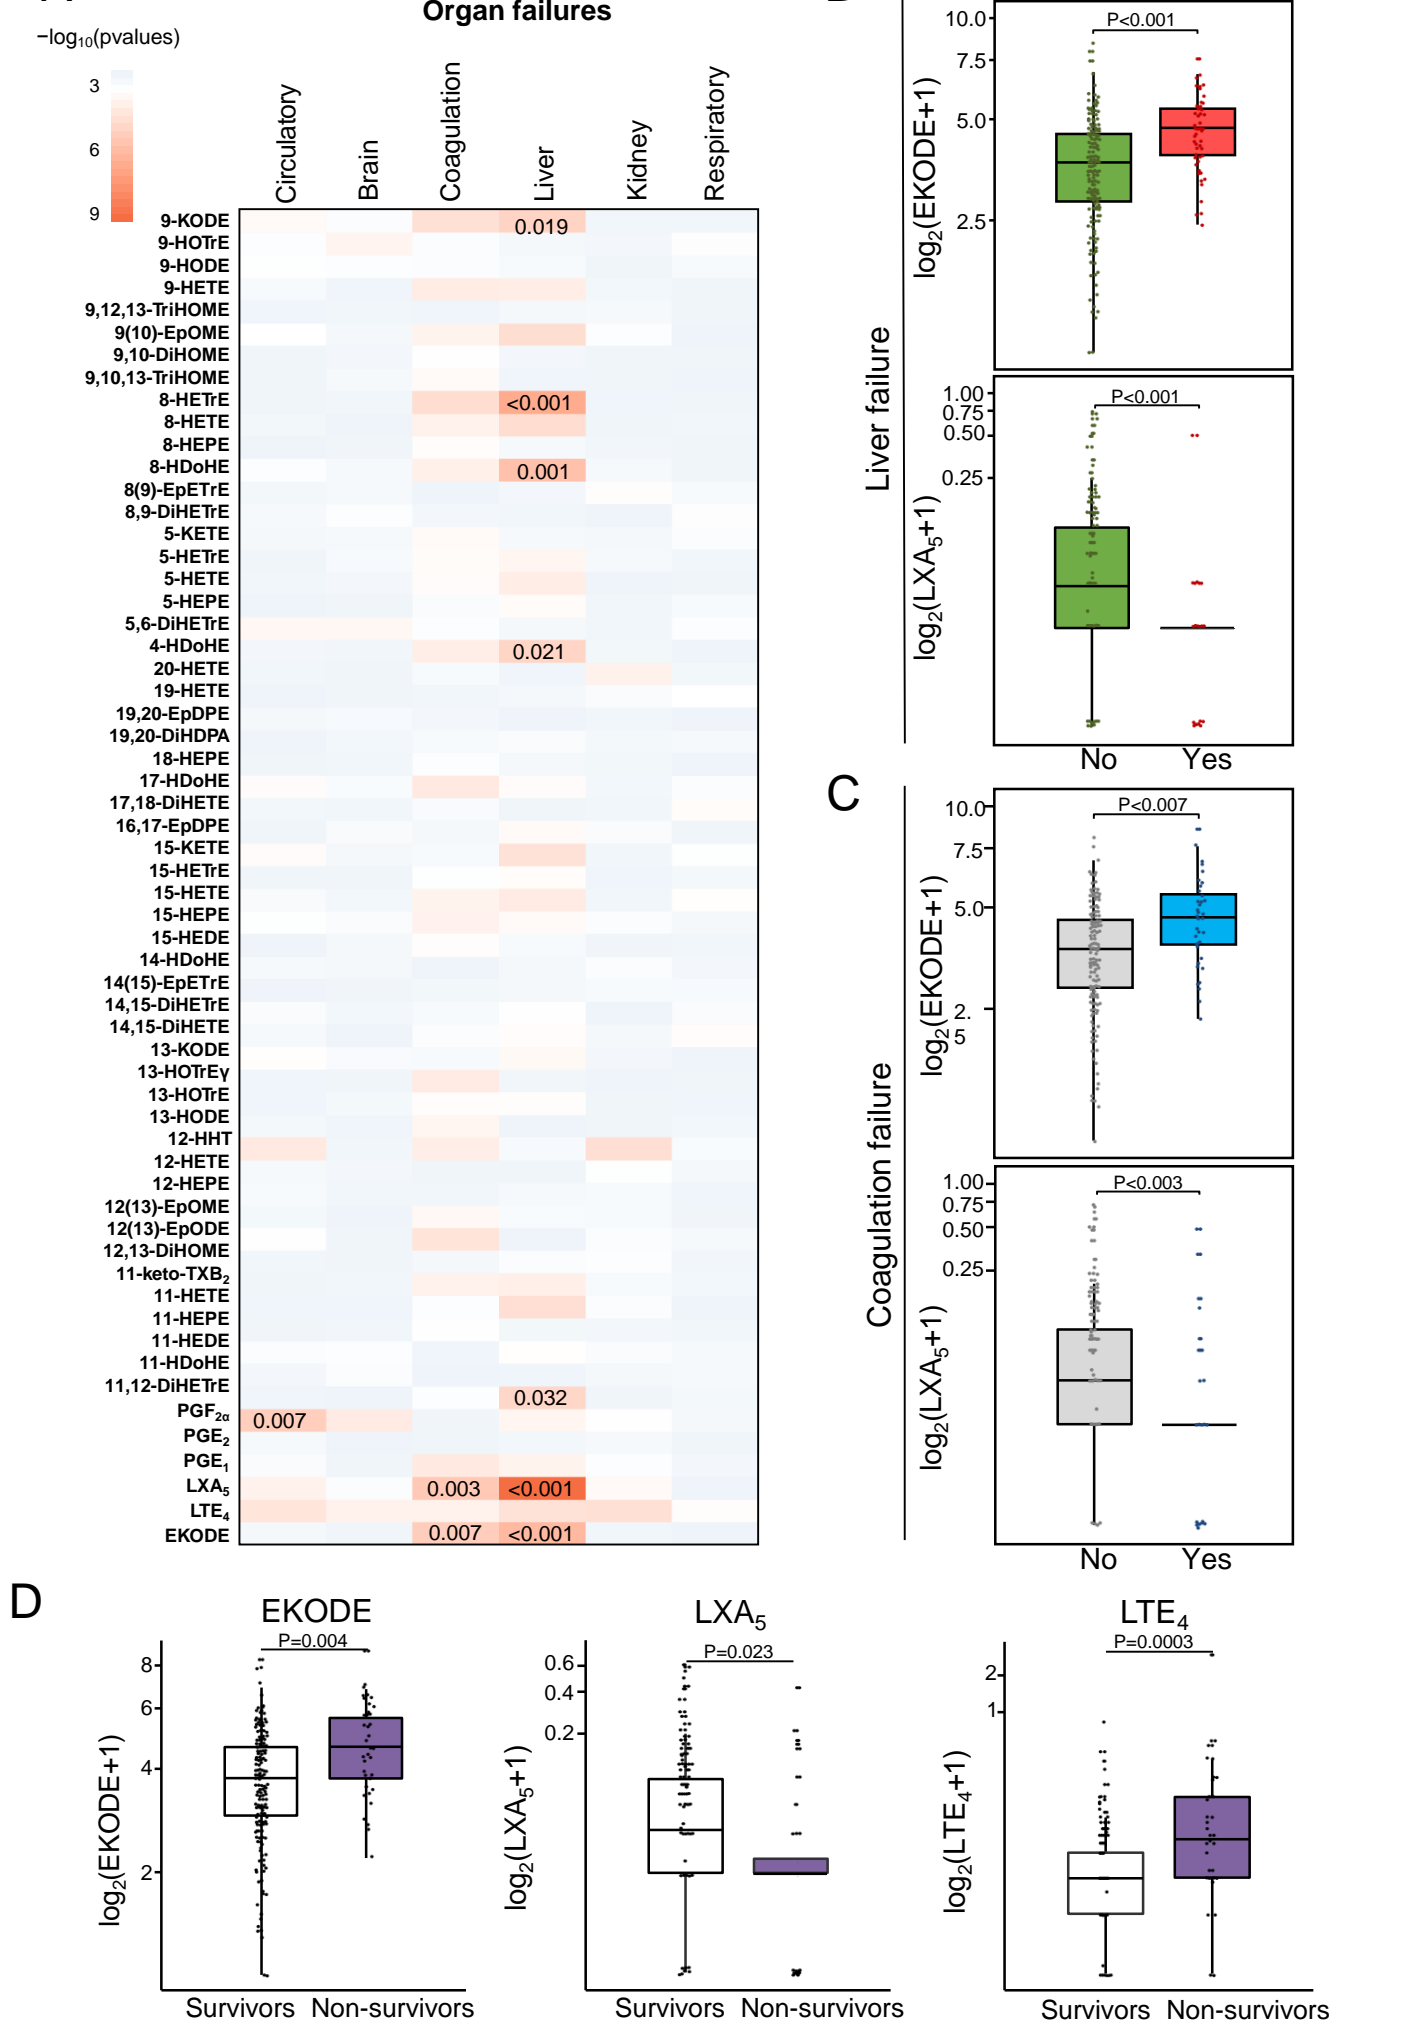 Organ failures
−log10(pvalues)
3
6
9
Circulatory
Brain
Coagulation
Liver
Kidney
Respiratory
9-KODE 0.019
9-HOTrE
9-HODE
9-HETE
9,12,13-TriHOME
9(10)-EpOME
9,10-DiHOME
9,10,13-TriHOME
8-HETrE <0.001
8-HETE
8-HEPE
8-HDoHE 0.001
8(9)-EpETrE
8,9-DiHETrE
5-KETE
5-HETrE
5-HETE
5-HEPE
5,6-DiHETrE
4-HDoHE 0.021
20-HETE
19-HETE
19,20-EpDPE
19,20-DiHDPA
18-HEPE
17-HDoHE
17,18-DiHETE
16,17-EpDPE
15-KETE
15-HETrE
15-HETE
15-HEPE
15-HEDE
14-HDoHE
14(15)-EpETrE
14,15-DiHETrE
14,15-DiHETE
13-KODE
13-HOTrEγ
13-HOTrE
13-HODE
12-HHT
12-HETE
12-HEPE
12(13)-EpOME
12(13)-EpODE
12,13-DiHOME
11-keto-TXB2
11-HETE
11-HEPE
11-HEDE
11-HDoHE
11,12-DiHETrE 0.032
PGF2α 0.007
PGE2
PGE1
LXA5 0.003 <0.001
LTE4
EKODE 0.007 <0.001
Liver failure
log2(EKODE+1)
10.0
7.5
5.0
2.5
P<0.001
log2(LXA5+1)
1.00
0.75
0.50
0.25
P<0.001
No Yes
C
Coagulation failure
log2(EKODE+1)
10.0
7.5
5.0
2.
5
P<0.007
log2(LXA5+1)
1.00
0.75
0.50
0.25
P<0.003
No Yes
D
EKODE
P=0.004
log2(EKODE+1)
8
6
4
2
Survivors Non-survivors
LXA5
P=0.023
log2(LXA5+1)
0.6
0.4
0.2
Survivors Non-survivors
LTE4
P=0.0003
log2(LTE4+1)
2
1
Survivors Non-survivors